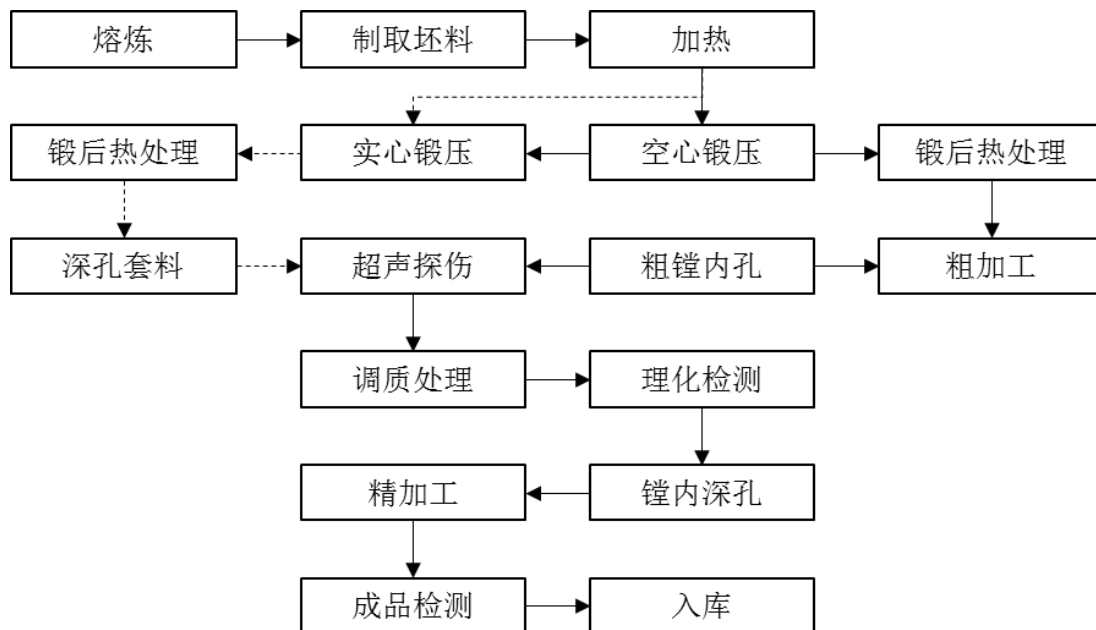 熔炼
制取坯料
加热
锻后热处理
实心锻压
空心锻压
锻后热处理
深孔套料
超声探伤
粗镗内孔
粗加工
调质处理
理化检测
精加工
镗内深孔
成品检测
入库